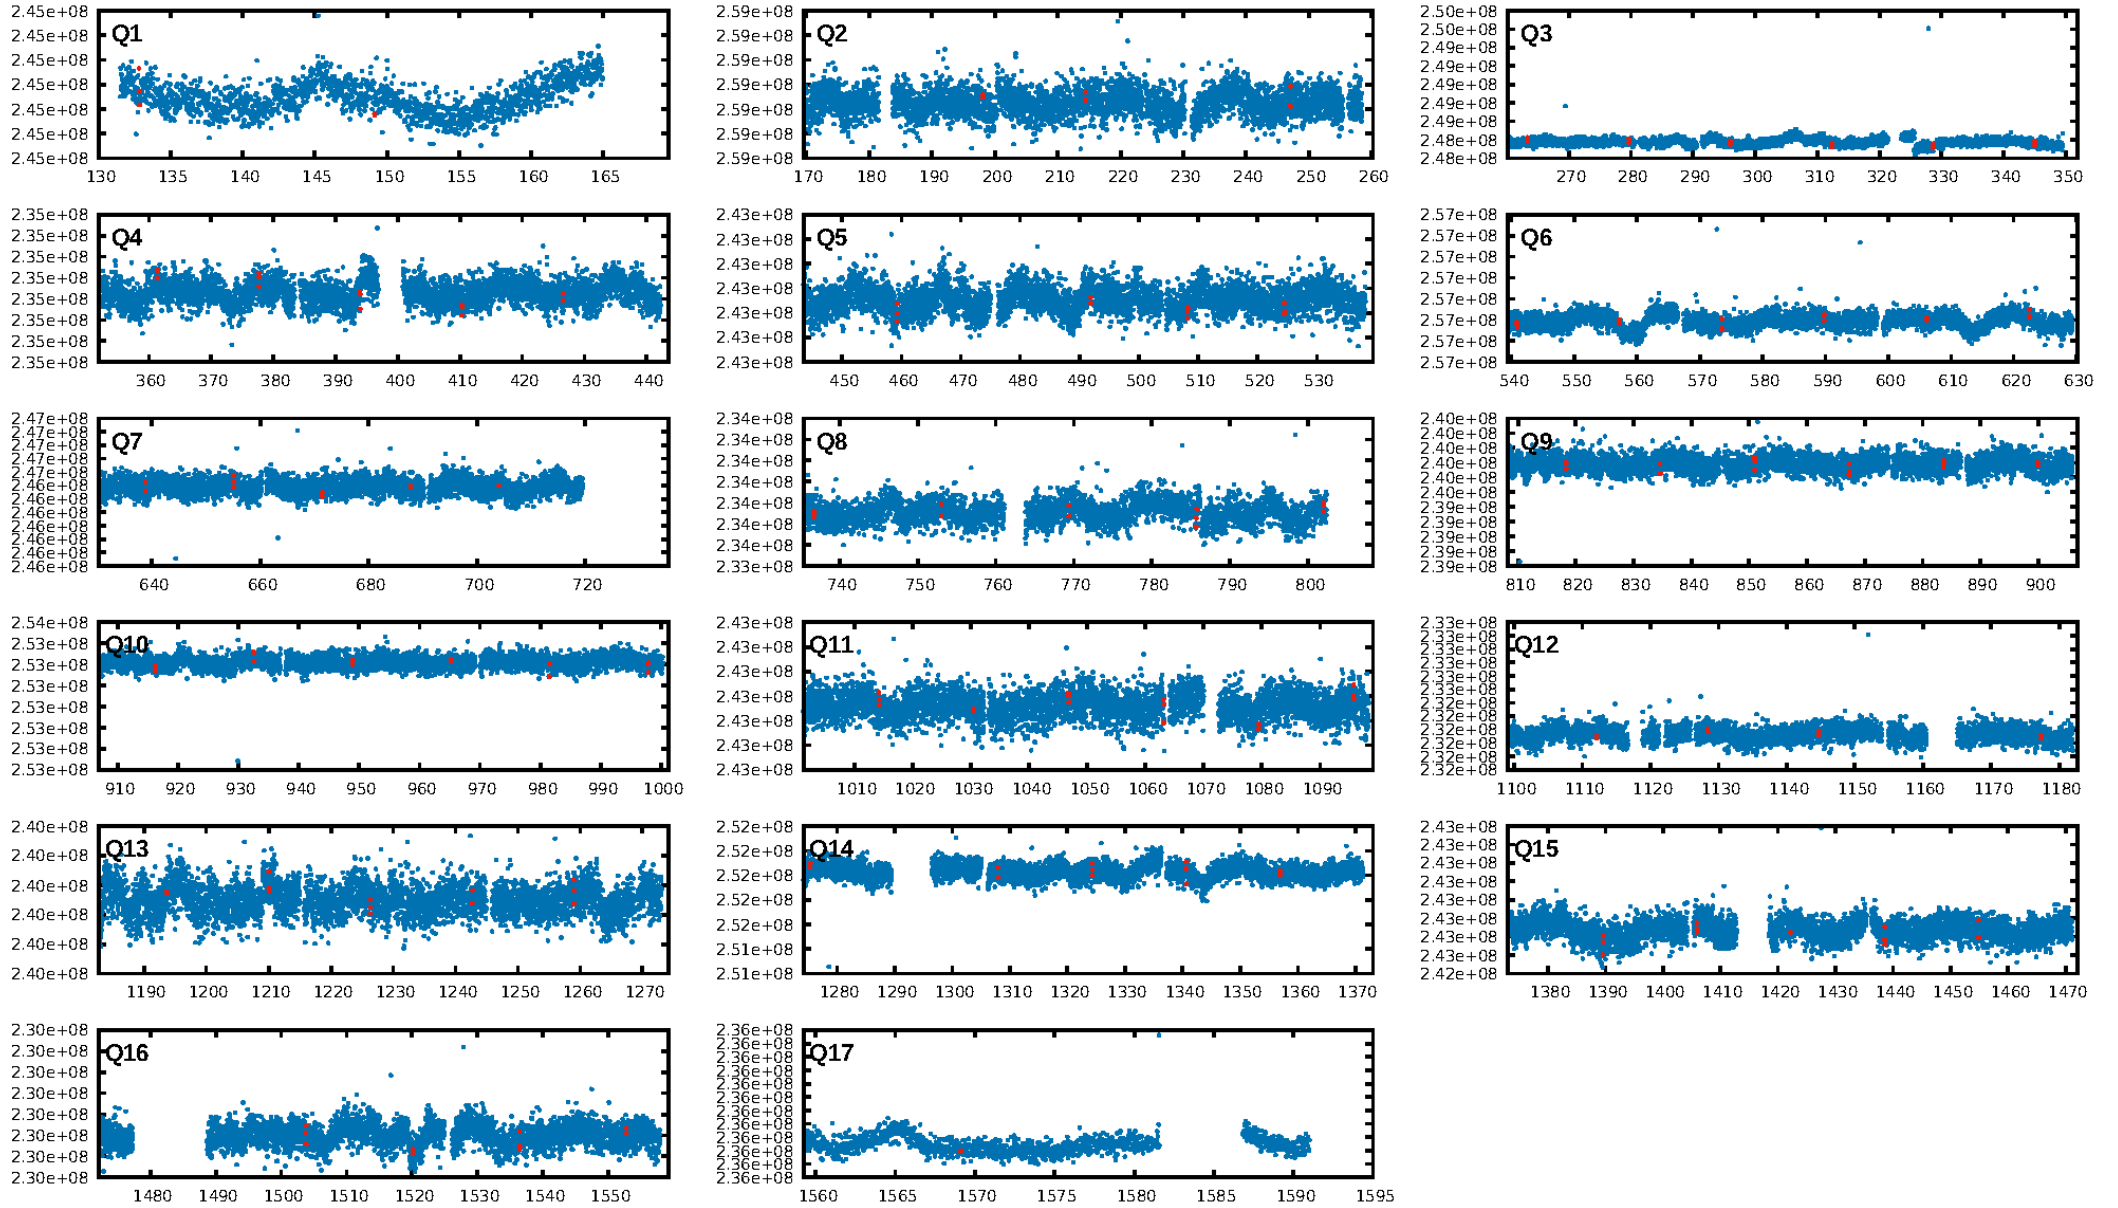 2.45e+08
2.45e+08
2.45e+08
2.45e+08
2.45e+08
2.45e+08
2.45e+08
Q1
130 135 140 145 150 155 160 165
2.59e+08
2.59e+08
2.59e+08
2.59e+08
2.59e+08
2.59e+08
2.59e+08
Q2
170 180 190 200 210 220 230 240 250 260
2.50e+08
2.50e+08
2.49e+08
2.49e+08
2.49e+08
2.49e+08
2.49e+08
2.48e+08
2.48e+08
Q3
270 280 290 300 310 320 330 340 350
2.35e+08
2.35e+08
2.35e+08
2.35e+08
2.35e+08
2.35e+08
2.35e+08
2.35e+08
Q4
360 370 380 390 400 410 420 430 440
2.43e+08
2.43e+08
2.43e+08
2.43e+08
2.43e+08
2.43e+08
2.43e+08
Q5
450 460 470 480 490 500 510 520 530
2.57e+08
2.57e+08
2.57e+08
2.57e+08
2.57e+08
2.57e+08
2.57e+08
2.57e+08
Q6
540 550 560 570 580 590 600 610 620 630
2.47e+08
2.47e+08
2.47e+08
2.47e+08
2.47e+08
2.47e+08
2.46e+08
2.46e+08
2.46e+08
2.46e+08
2.46e+08
2.46e+08
Q7
640 660 680 700 720
2.34e+08
2.34e+08
2.34e+08
2.34e+08
2.34e+08
2.34e+08
2.34e+08
2.33e+08
Q8
740 750 760 770 780 790 800
2.40e+08
2.40e+08
2.40e+08
2.40e+08
2.40e+08
2.40e+08
2.39e+08
2.39e+08
2.39e+08
2.39e+08
2.39e+08
Q9
810 820 830 840 850 860 870 880 890 900
2.54e+08
2.53e+08
2.53e+08
2.53e+08
2.53e+08
2.53e+08
2.53e+08
2.53e+08
Q10
910 920 930 940 950 960 970 980 990 1000
2.43e+08
2.43e+08
2.43e+08
2.43e+08
2.43e+08
2.43e+08
2.43e+08
Q11
1010 1020 1030 1040 1050 1060 1070 1080 1090
2.33e+08
2.33e+08
2.33e+08
2.33e+08
2.33e+08
2.33e+08
2.32e+08
2.32e+08
2.32e+08
2.32e+08
2.32e+08
2.32e+08
Q12
1100 1110 1120 1130 1140 1150 1160 1170 1180
2.40e+08
2.40e+08
2.40e+08
2.40e+08
2.40e+08
2.40e+08
Q13
1190 1200 1210 1220 1230 1240 1250 1260 1270
2.52e+08
2.52e+08
2.52e+08
2.52e+08
2.52e+08
2.51e+08
2.51e+08
Q14
1280 1290 1300 1310 1320 1330 1340 1350 1360 1370
2.43e+08
2.43e+08
2.43e+08
2.43e+08
2.43e+08
2.43e+08
2.43e+08
2.43e+08
2.42e+08
Q15
1380 1390 1400 1410 1420 1430 1440 1450 1460 1470
2.30e+08
2.30e+08
2.30e+08
2.30e+08
2.30e+08
2.30e+08
2.30e+08
2.30e+08
Q16
1480 1490 1500 1510 1520 1530 1540 1550
2.36e+08
2.36e+08
2.36e+08
2.36e+08
2.36e+08
2.36e+08
2.36e+08
2.36e+08
2.36e+08
2.36e+08
2.36e+08
2.36e+08
Q17
1560 1565 1570 1575 1580 1585 1590 1595